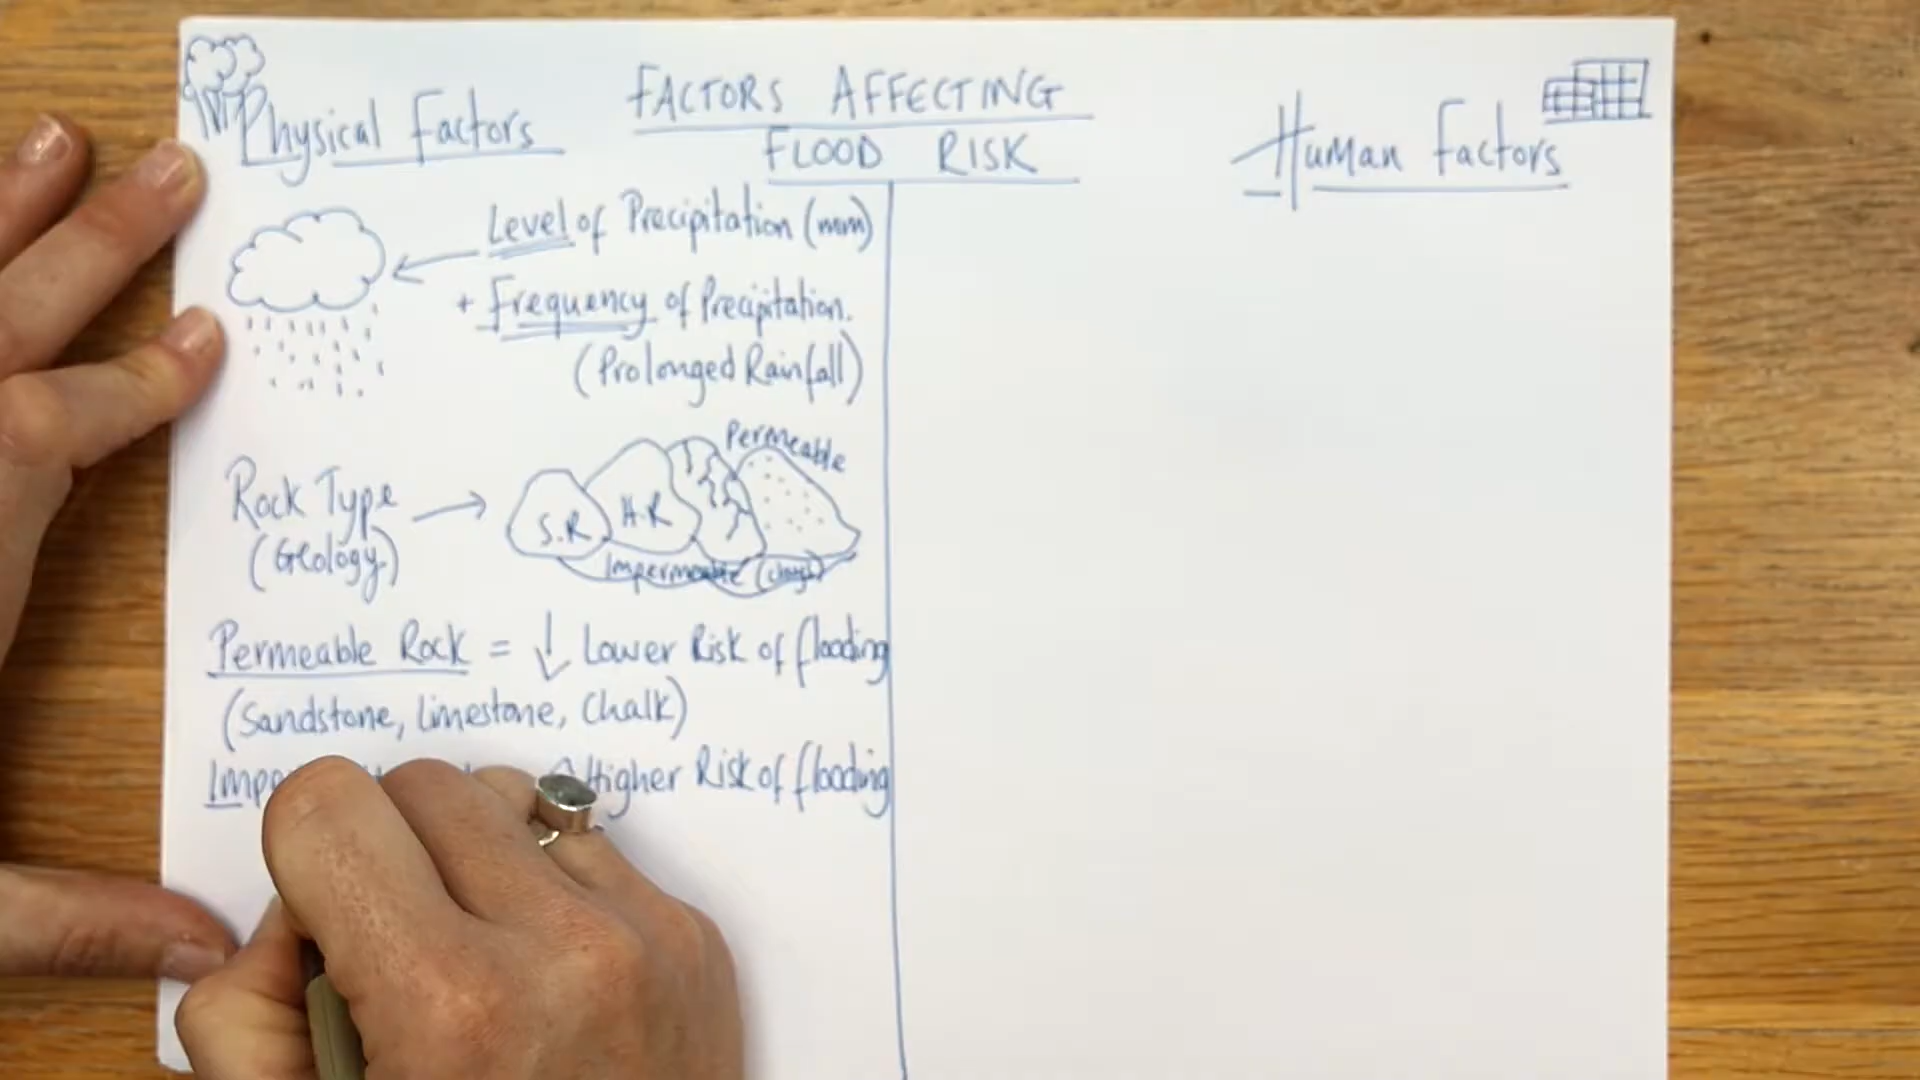 FACTORS AFFECTING
FLOOD RISK
Physical Factors
Human Factors
Level of Precipitation (mm)
+ Frequency of Precipitation.
(Prolonged Rainfall)
Rock Type
(Geology)
Permeable
S.R
H.R
Impermeable
Permeable Rock = ↓ Lower Risk of flooding
(Sandstone, Limestone, Chalk)
Higher Risk of flooding